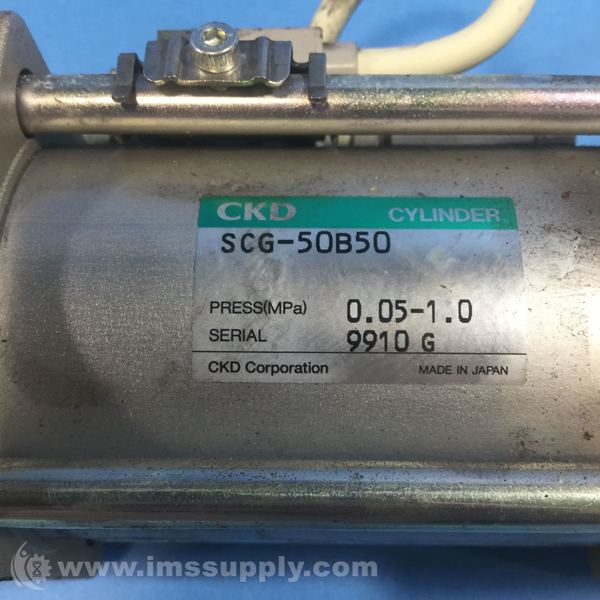 CKD CYLINDER
SCG-50B50
PRESS(MPa) 0.05-1.0
SERIAL 9910 G
CKD Corporation MADE IN JAPAN
www.imssupply.com